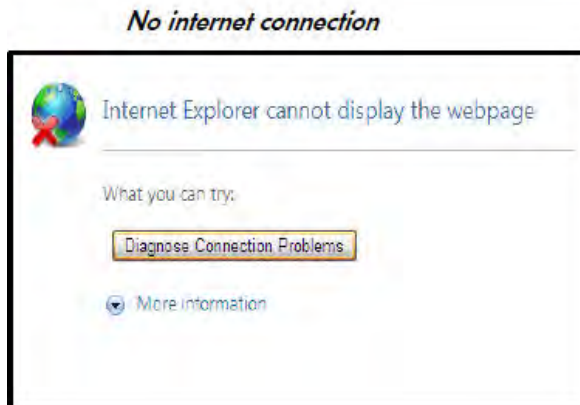 No internet connection
Internet Explorer cannot display the webpage
What you can try:
Diagnose Connection Problems
More information